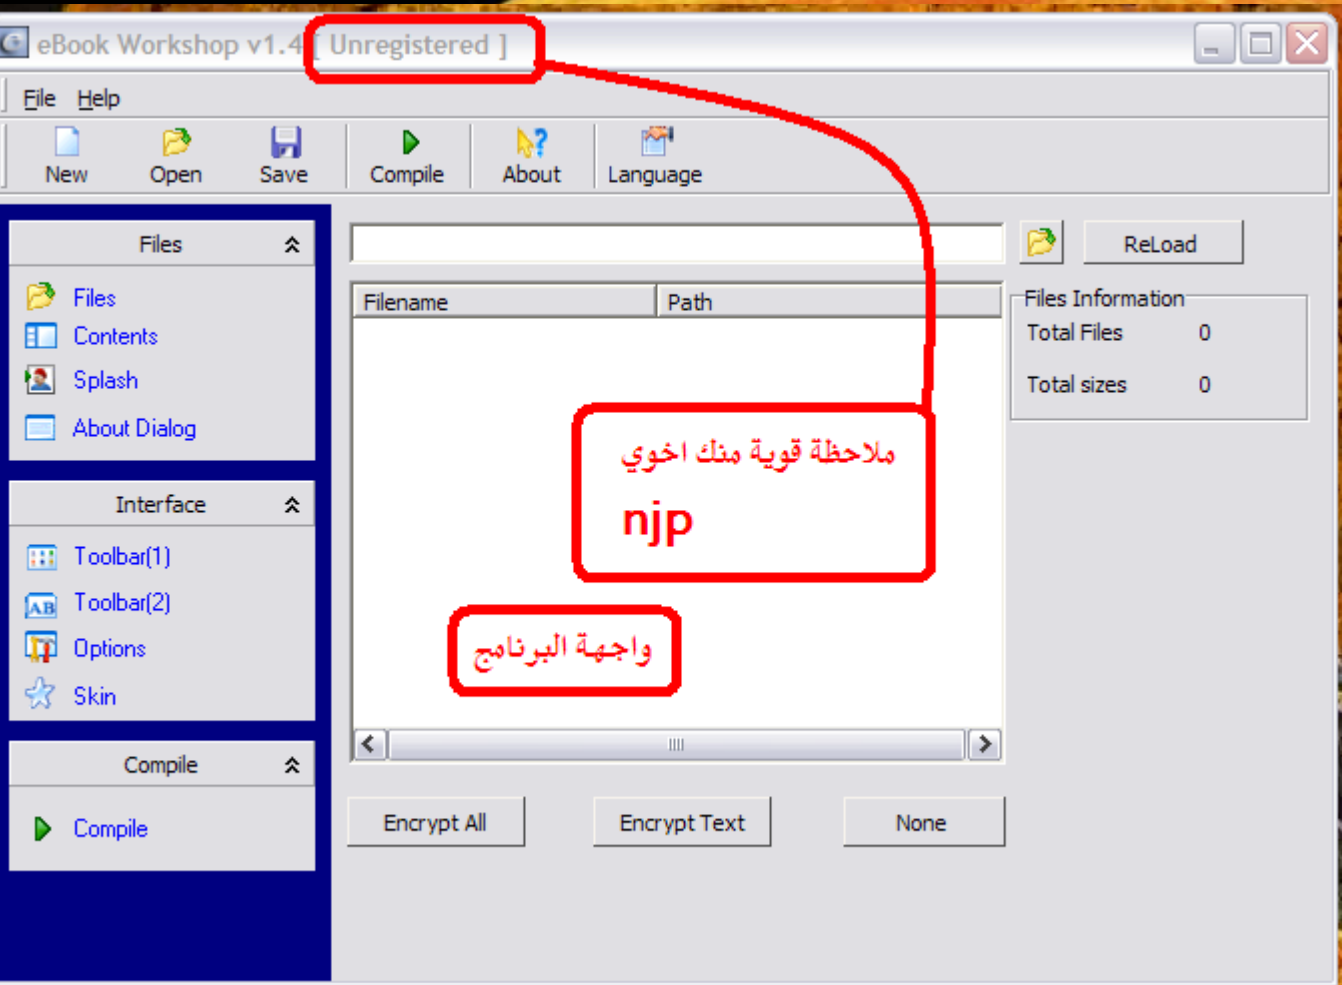 eBook Workshop v1.4 [ Unregistered ]
File Help
New Open Save Compile About Language
Files
Files
Contents
Splash
About Dialog
Interface
Toolbar(1)
Toolbar(2)
Options
Skin
Compile
Compile
ReLoad
Filename Path
Files Information
Total Files 0
Total sizes 0
ملاحظة قوية منك اخوي
njp
واجهة البرنامج
Encrypt All Encrypt Text None